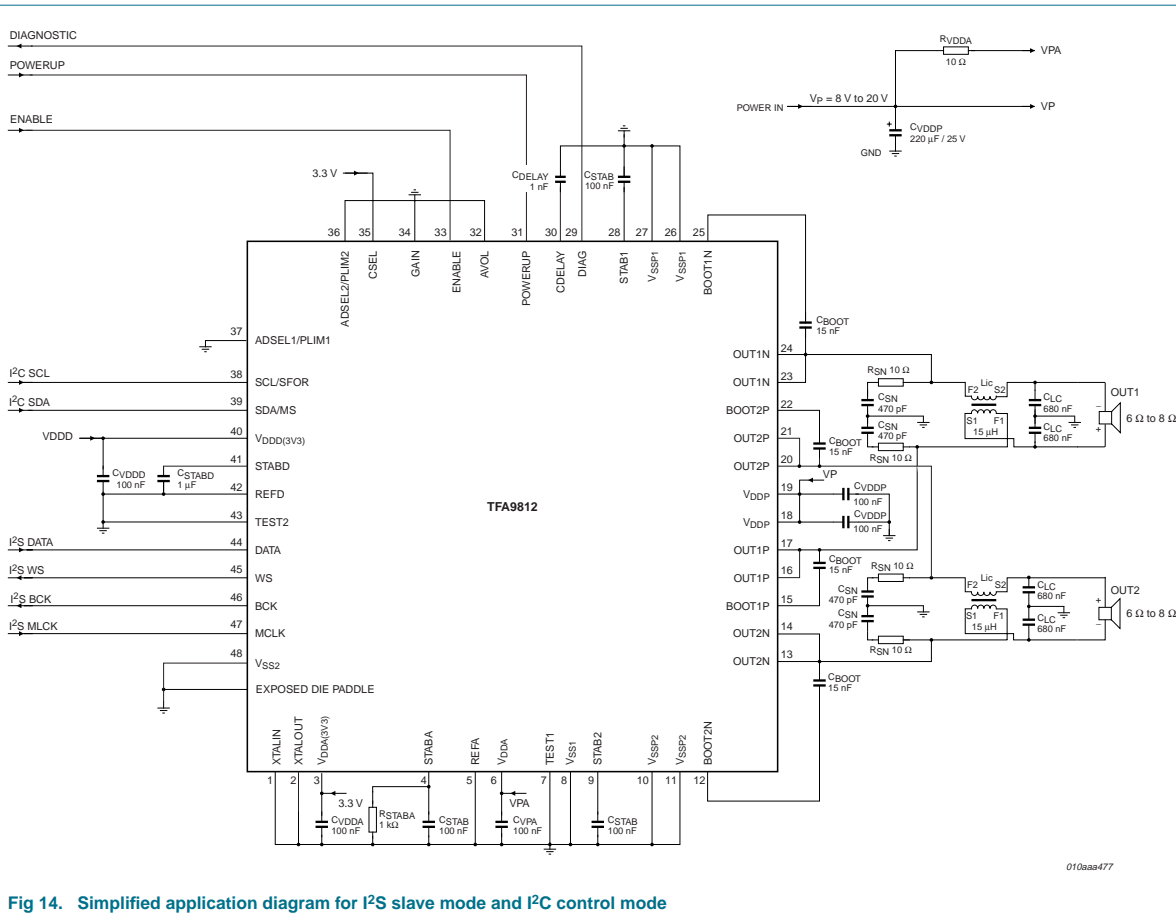 DIAGNOSTIC
POWERUP
ENABLE
RVDDA
10 Ω
VPA
POWER IN
VP = 8 V to 20 V
VP
CVDDP
220 μF / 25 V
GND
3.3 V
CDELAY
1 nF
CSTAB
100 nF
36
35
34
33
32
31
30
29
28
27
26
25
ADSEL2/PLIM2
CSEL
GAIN
ENABLE
AVOL
POWERUP
CDELAY
DIAG
STAB1
VSSP1
VSSP1
BOOT1N
CBOOT
15 nF
37
ADSEL1/PLIM1
I2C SCL
38
SCL/SFOR
I2C SDA
39
SDA/MS
VDDD
40
VDDD(3V3)
41
STABD
CVDDD
100 nF
CSTABD
1 μF
42
REFD
43
TEST2
I2S DATA
44
DATA
I2S WS
45
WS
I2S BCK
46
BCK
I2S MLCK
47
MCLK
48
VSS2
EXPOSED DIE PADDLE
TFA9812
OUT1N
24
OUT1N
23
BOOT2P
22
OUT2P
21
OUT2P
20
VDDP
19
VDDP
18
OUT1P
17
OUT1P
16
BOOT1P
15
OUT2N
14
OUT2N
13
CBOOT
15 nF
VP
CVDDP
100 nF
CVDDP
100 nF
CBOOT
15 nF
CBOOT
15 nF
RSN 10 Ω
CSN
470 pF
CSN
470 pF
RSN 10 Ω
Lic
F2
S2
S1
F1
15 μH
CLC
680 nF
CLC
680 nF
OUT1
−
+
6 Ω to 8 Ω
RSN 10 Ω
CSN
470 pF
CSN
470 pF
RSN 10 Ω
Lic
F2
S2
S1
F1
15 μH
CLC
680 nF
CLC
680 nF
OUT2
+
−
6 Ω to 8 Ω
XTALIN
XTALOUT
VDDA(3V3)
STABA
REFA
VDDA
TEST1
VSS1
STAB2
VSSP2
VSSP2
BOOT2N
1
2
3
4
5
6
7
8
9
10
11
12
3.3 V
CVDDA
100 nF
RSTABA
1 kΩ
CSTAB
100 nF
VPA
CVPA
100 nF
CSTAB
100 nF
010aaa477
Fig 14. Simplified application diagram for I2S slave mode and I2C control mode